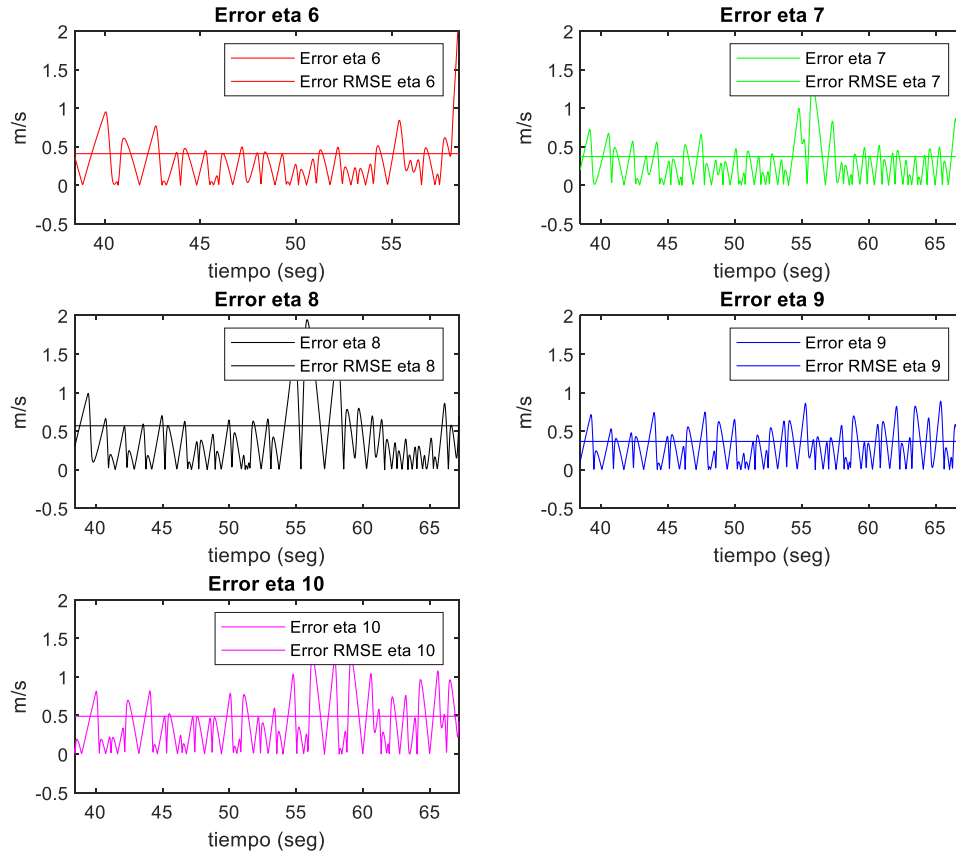 Error eta 6
2
1.5
1
0.5
0
-0.5
m/s
Error eta 6
Error RMSE eta 6
40
45
50
55
tiempo (seg)
Error eta 7
2
1.5
1
0.5
0
-0.5
m/s
Error eta 7
Error RMSE eta 7
40
45
50
55
60
65
tiempo (seg)
Error eta 8
2
1.5
1
0.5
0
-0.5
m/s
Error eta 8
Error RMSE eta 8
40
45
50
55
60
65
tiempo (seg)
Error eta 9
2
1.5
1
0.5
0
-0.5
m/s
Error eta 9
Error RMSE eta 9
40
45
50
55
60
65
tiempo (seg)
Error eta 10
2
1.5
1
0.5
0
-0.5
m/s
Error eta 10
Error RMSE eta 10
40
45
50
55
60
65
tiempo (seg)